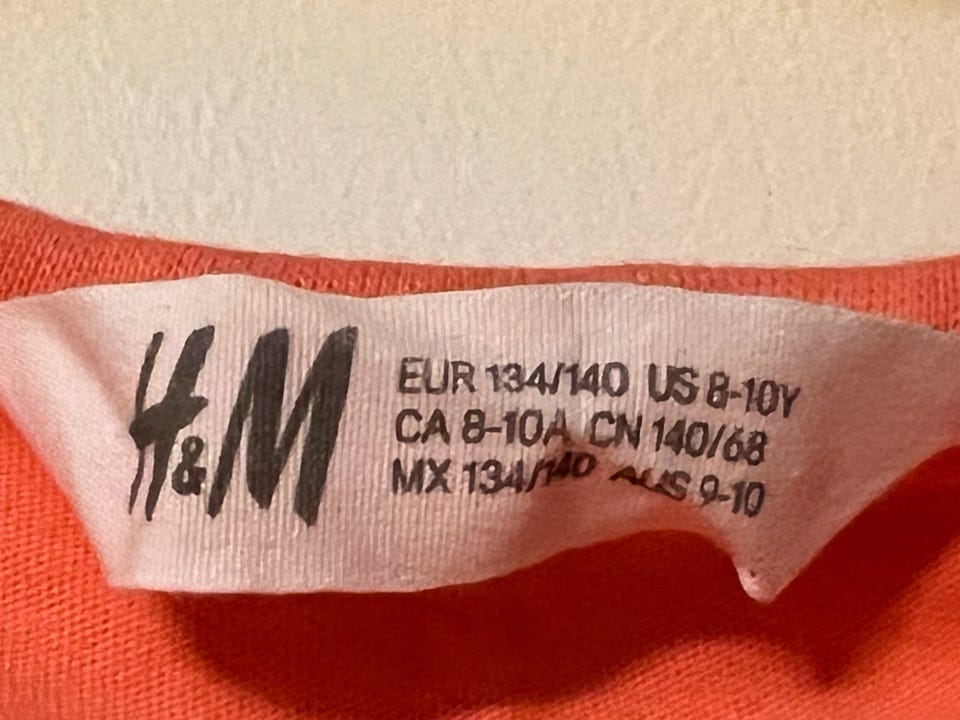 H&M
EUR 134/140 US 8-10Y
CA 8-10A CN 140/68
MX 134/140 AUS 9-10